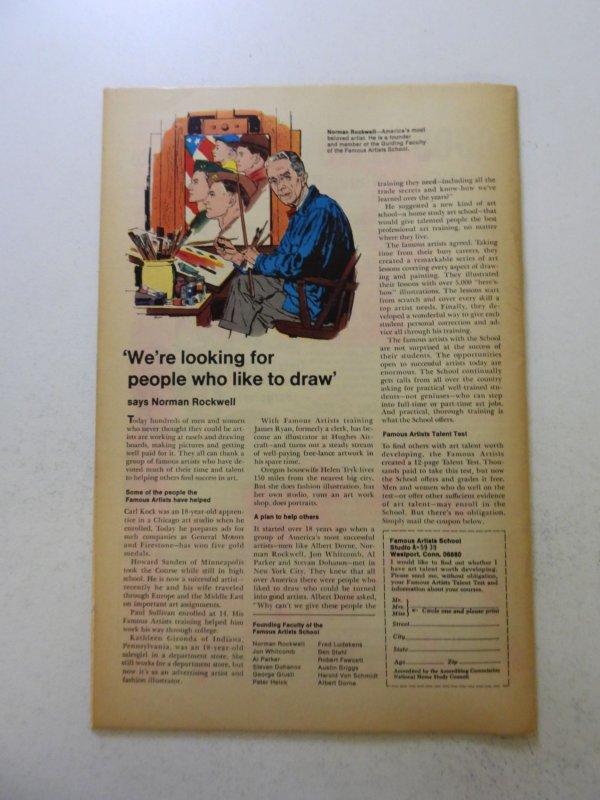 Norman Rockwell—America's most
beloved artist. He is a founder
and member of the Guiding Faculty
of the Famous Artists School.
'We're looking for
people who like to draw'
says Norman Rockwell
Today hundreds of men and women
who never thought they could be art-
ists are working at easels and drawing
boards, making pictures and getting
well paid for it. They all can thank a
group of famous artists who have de-
voted much of their time and talent
to helping others find success in art.
Some of the people the
Famous Artists have helped
Carl Kock was an 18-year-old appren-
tice in a Chicago art studio when he
enrolled. Today he prepares ads for
such companies as General Motors
and Firestone—has won five gold
medals.
Howard Sanden of Minneapolis
took the Course while still in high
school. He is now a successful artist—
recently he and his wife traveled
through Europe and the Middle East
on important art assignments.
Paul Sullivan enrolled at 14. His
Famous Artists training helped him
work his way through college.
Kathleen Gironda of Indiana,
Pennsylvania, was an 18-year-old
salesgirl in a department store. She
still works for a department store, but
now it's as an advertising artist and
fashion illustrator.
With Famous Artists training
James Ryan, formerly a clerk, has be-
come an illustrator at Hughes Air-
craft—and turns out a steady stream
of well-paying free-lance artwork in
his spare time.
Oregon housewife Helen Tryk lives
150 miles from the nearest big city.
But she does fashion illustration, has
her own studio, runs an art work
shop, does portraits.
A plan to help others
It started over 18 years ago when a
group of America's most successful
artists—men like Albert Dorne, Nor-
man Rockwell, Jon Whitcomb, Al
Parker and Stevan Dohanos—met in
New York City. They knew that all
over America there were people who
liked to draw who could be turned
into good artists. Albert Dorne asked,
"Why can't we give these people the
Founding Faculty of the
Famous Artists School
Norman Rockwell
Jon Whitcomb
Al Parker
Stevan Dohanos
George Giusti
Peter Helck
Fred Ludekens
Ben Stahl
Robert Fawcett
Austin Briggs
Harold Von Schmidt
Albert Dorne
training they need—including all the
trade secrets and know-how we've
learned over the years?"
He suggested a new kind of art
school—a home study art school—that
would give talented people the best
professional art training, no matter
where they live.
The famous artists agreed. Taking
time from their busy careers, they
created a remarkable series of art
lessons covering every aspect of draw-
ing and painting. They illustrated
their lessons with over 5,000 "here's-
how" illustrations. The lessons start
from scratch and cover every skill a
top artist needs. Finally, they de-
veloped a wonderful way to give each
student personal correction and ad-
vice all through his training.
The famous artists with the School
are not surprised at the success of
their students. The opportunities
open to successful artists today are
enormous. The School continually
gets calls from all over the country
asking for practical well-trained stu-
dents—not geniuses—who can step
into full-time or part-time art jobs.
And practical, thorough training is
what the School offers.
Famous Artists Talent Test
To find others with art talent worth
developing, the Famous Artists
created a 12-page Talent Test. Thou-
sands paid to take this test, but now
the School offers and grades it free.
Men and women who do well on the
test—or offer other sufficient evidence
of art talent—may enroll in the
School. But there's no obligation.
Simply mail the coupon below.
Famous Artists School
Studio
Westport, Conn. 06880
I would like to find out whether I
have art talent worth developing.
Please send me, without obligation,
your Famous Artists Talent Test and
information about your courses.
Mr.
Mrs.
Miss Circle one and please print
Street
City
State
Age Zip
Accredited by the Accrediting Commission
National Home Study Council